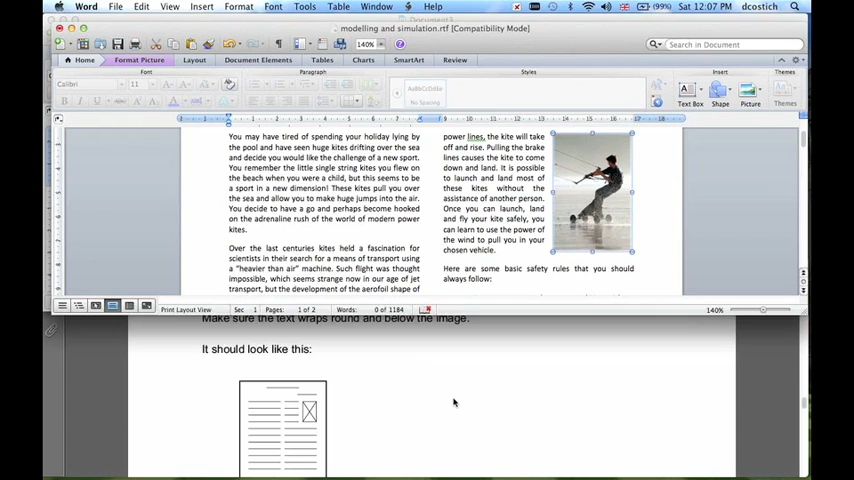 Word File Edit View Insert Format Font Tools Table Window Help (99%) Sat 12:07 PM dcostich
modelling and simulation.rtf [Compatibility Mode]
140% Search in Document
Home Format Picture Layout Document Elements Tables Charts SmartArt Review
Font Paragraph Styles Insert Themes
Calibri 11
AaBbCcDdEe
No Spacing
Text Box Shape Picture Themes
You may have tired of spending your holiday lying by
the pool and have seen huge kites drifting over the sea
and decide you would like the challenge of a new sport.
You remember the little single string kites you flew on
the beach when you were a child, but this seems to be
a sport in a new dimension! These kites pull you over
the sea and allow you to make huge jumps into the air.
You decide to have a go and perhaps become hooked
on the adrenaline rush of the world of modern power
kites.
Over the last centuries kites held a fascination for
scientists in their search for a means of transport using
a "heavier than air" machine. Such flight was thought
impossible, which seems strange now in our age of jet
transport, but the development of the aerofoil shape of
power lines, the kite will take
off and rise. Pulling the brake
lines causes the kite to come
down and land. It is possible
to launch and land most of
these kites without the
assistance of another person.
Once you can launch, land
and fly your kite safely, you
can learn to use the power of
the wind to pull you in your
chosen vehicle.
Here are some basic safety rules that you should
always follow:
Print Layout View Sec 1 Pages: 1 of 2 Words: 0 of 1184 140%
Make sure the text wraps round and below the image.
It should look like this: